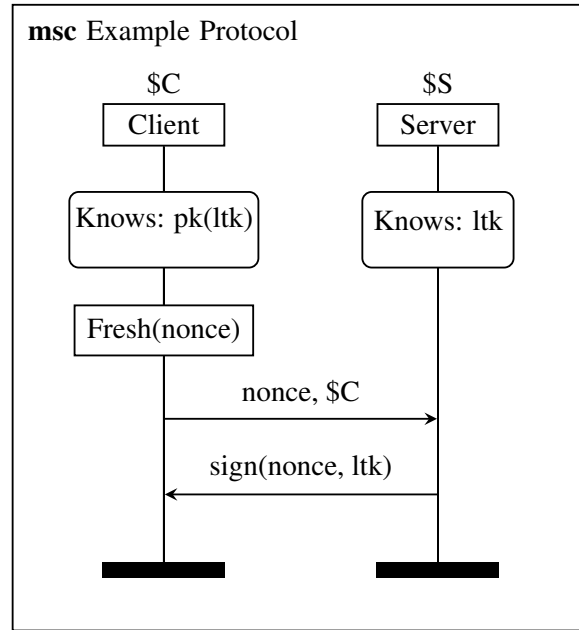 msc Example Protocol
$C
$S
Client
Server
Knows: pk(ltk)
Knows: ltk
Fresh(nonce)
nonce, $C
sign(nonce, ltk)